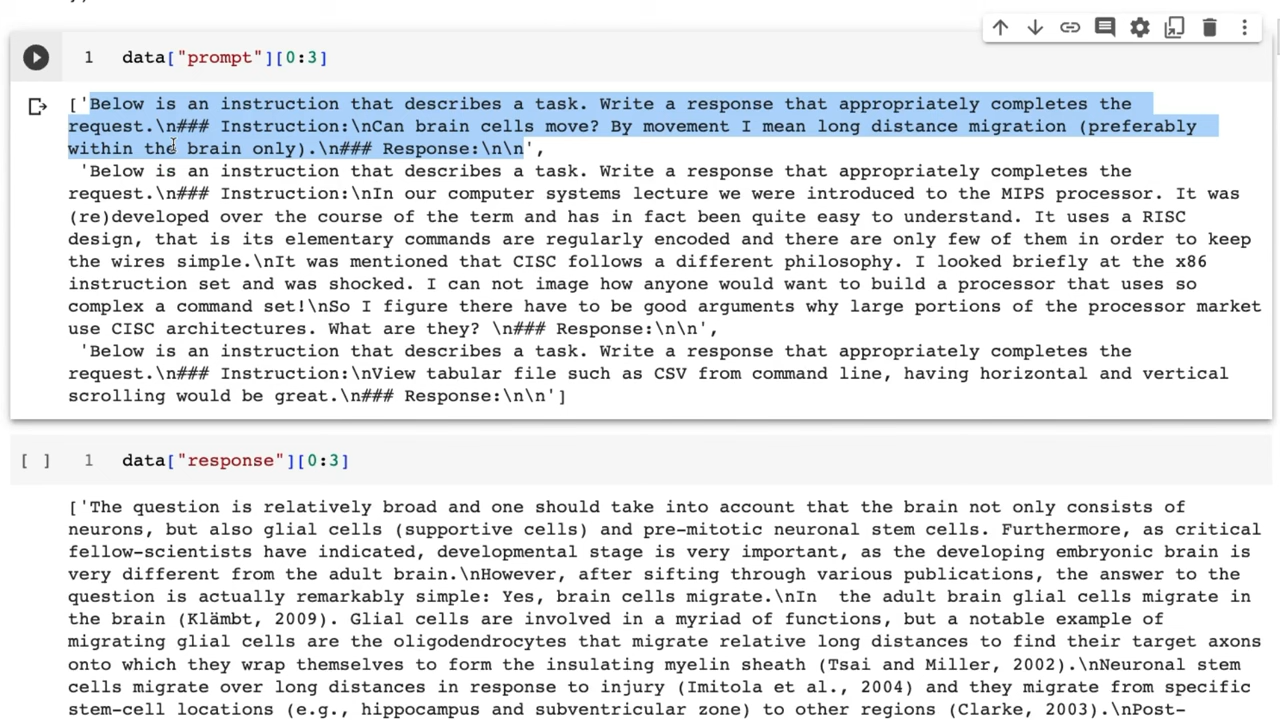 1 data["prompt"][0:3]
['Below is an instruction that describes a task. Write a response that appropriately completes the
request.\n### Instruction:\nCan brain cells move? By movement I mean long distance migration (preferably
within the brain only).\n### Response:\n\n',
'Below is an instruction that describes a task. Write a response that appropriately completes the
request.\n### Instruction:\nIn our computer systems lecture we were introduced to the MIPS processor. It was
(re)developed over the course of the term and has in fact been quite easy to understand. It uses a RISC
design, that is its elementary commands are regularly encoded and there are only few of them in order to keep
the wires simple.\nIt was mentioned that CISC follows a different philosophy. I looked briefly at the x86
instruction set and was shocked. I can not image how anyone would want to build a processor that uses so
complex a command set!\nSo I figure there have to be good arguments why large portions of the processor market
use CISC architectures. What are they? \n### Response:\n\n',
'Below is an instruction that describes a task. Write a response that appropriately completes the
request.\n### Instruction:\nView tabular file such as CSV from command line, having horizontal and vertical
scrolling would be great.\n### Response:\n\n']
[ ] 1 data["response"][0:3]
['The question is relatively broad and one should take into account that the brain not only consists of
neurons, but also glial cells (supportive cells) and pre-mitotic neuronal stem cells. Furthermore, as critical
fellow-scientists have indicated, developmental stage is very important, as the developing embryonic brain is
very different from the adult brain.\nHowever, after sifting through various publications, the answer to the
question is actually remarkably simple: Yes, brain cells migrate.\nIn  the adult brain glial cells migrate in
the brain (Klämbt, 2009). Glial cells are involved in a myriad of functions, but a notable example of
migrating glial cells are the oligodendrocytes that migrate relative long distances to find their target axons
onto which they wrap themselves to form the insulating myelin sheath (Tsai and Miller, 2002).\nNeuronal stem
cells migrate over long distances in response to injury (Imitola et al., 2004) and they migrate from specific
stem-cell locations (e.g., hippocampus and subventricular zone) to other regions (Clarke, 2003).\nPost-